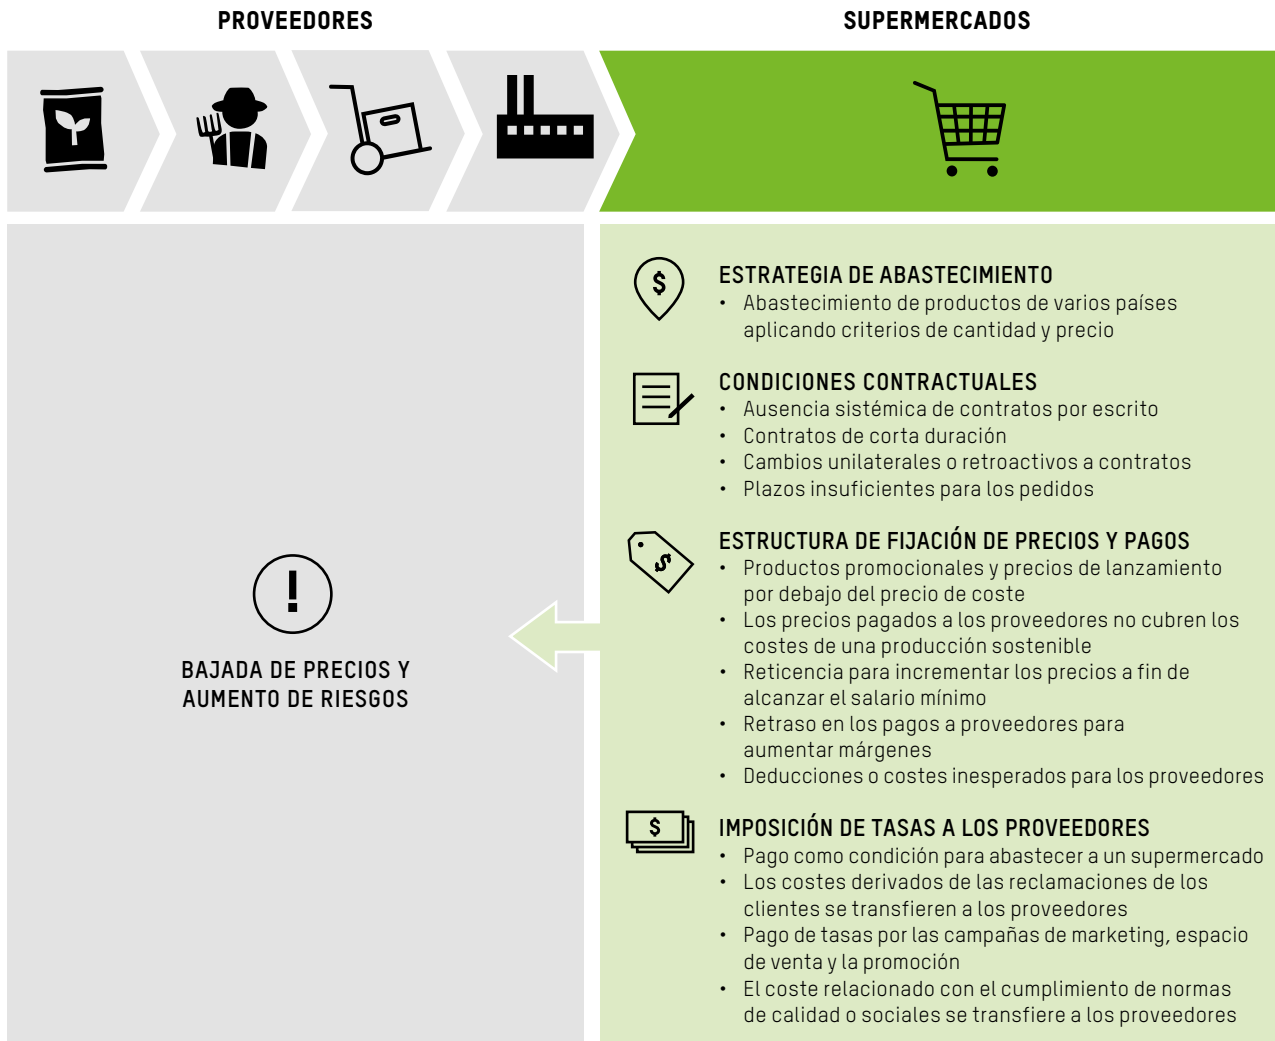 PROVEEDORES
SUPERMERCADOS
$
ESTRATEGIA DE ABASTECIMIENTO
• Abastecimiento de productos de varios países
aplicando criterios de cantidad y precio
CONDICIONES CONTRACTUALES
• Ausencia sistémica de contratos por escrito
• Contratos de corta duración
• Cambios unilaterales o retroactivos a contratos
• Plazos insuficientes para los pedidos
$
ESTRUCTURA DE FIJACIÓN DE PRECIOS Y PAGOS
• Productos promocionales y precios de lanzamiento
por debajo del precio de coste
• Los precios pagados a los proveedores no cubren los
costes de una producción sostenible
• Reticencia para incrementar los precios a fin de
alcanzar el salario mínimo
• Retraso en los pagos a proveedores para
aumentar márgenes
• Deducciones o costes inesperados para los proveedores
$
IMPOSICIÓN DE TASAS A LOS PROVEEDORES
• Pago como condición para abastecer a un supermercado
• Los costes derivados de las reclamaciones de los
clientes se transfieren a los proveedores
• Pago de tasas por las campañas de marketing, espacio
de venta y la promoción
• El coste relacionado con el cumplimiento de normas
de calidad o sociales se transfiere a los proveedores
!
BAJADA DE PRECIOS Y
AUMENTO DE RIESGOS